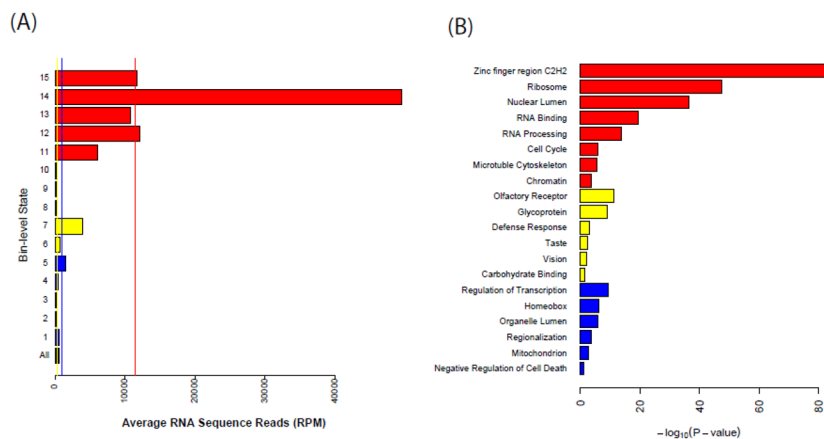 (A)
15
14
13
12
11
10
9
8
7
6
5
4
3
2
1
All
Bin-level State
0
10000
20000
30000
40000
Average RNA Sequence Reads (RPM)
(B)
Zinc finger region C2H2
Ribosome
Nuclear Lumen
RNA Binding
RNA Processing
Cell Cycle
Microtuble Cytoskeleton
Chromatin
Olfactory Receptor
Glycoprotein
Defense Response
Taste
Vision
Carbohydrate Binding
Regulation of Transcription
Homeobox
Organelle Lumen
Regionalization
Mitochondrion
Negative Regulation of Cell Death
0
20
40
60
80
−log10(P−value)